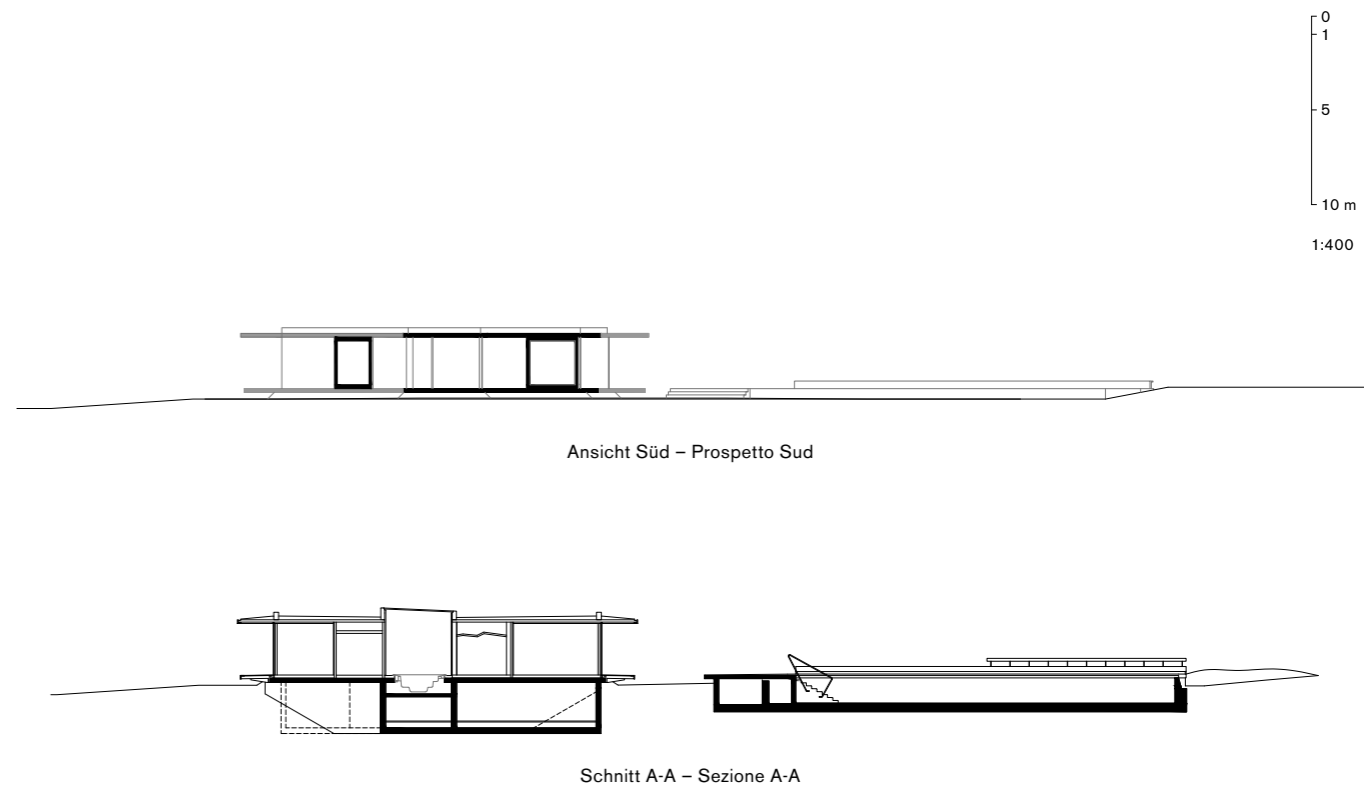 0
1
5
10 m
1:400
Ansicht Süd – Prospetto Sud
Schnitt A-A – Sezione A-A